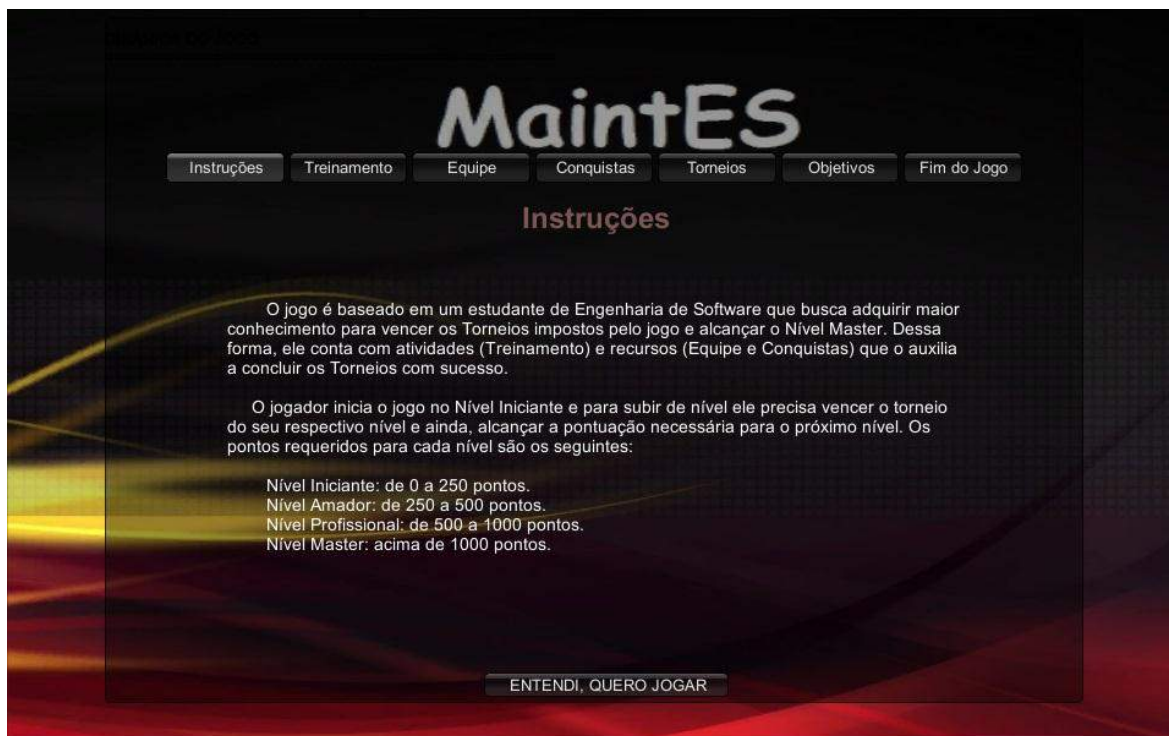 MaintES
Instruções Treinamento Equipe Conquistas Torneios Objetivos Fim do Jogo
Instruções
O jogo é baseado em um estudante de Engenharia de Software que busca adquirir maior
conhecimento para vencer os Torneios impostos pelo jogo e alcançar o Nível Master. Dessa
forma, ele conta com atividades (Treinamento) e recursos (Equipe e Conquistas) que o auxilia
a concluir os Torneios com sucesso.
O jogador inicia o jogo no Nível Iniciante e para subir de nível ele precisa vencer o torneio
do seu respectivo nível e ainda, alcançar a pontuação necessária para o próximo nível. Os
pontos requeridos para cada nível são os seguintes:
Nível Iniciante: de 0 a 250 pontos.
Nível Amador: de 250 a 500 pontos.
Nível Profissional: de 500 a 1000 pontos.
Nível Master: acima de 1000 pontos.
ENTENDI, QUERO JOGAR